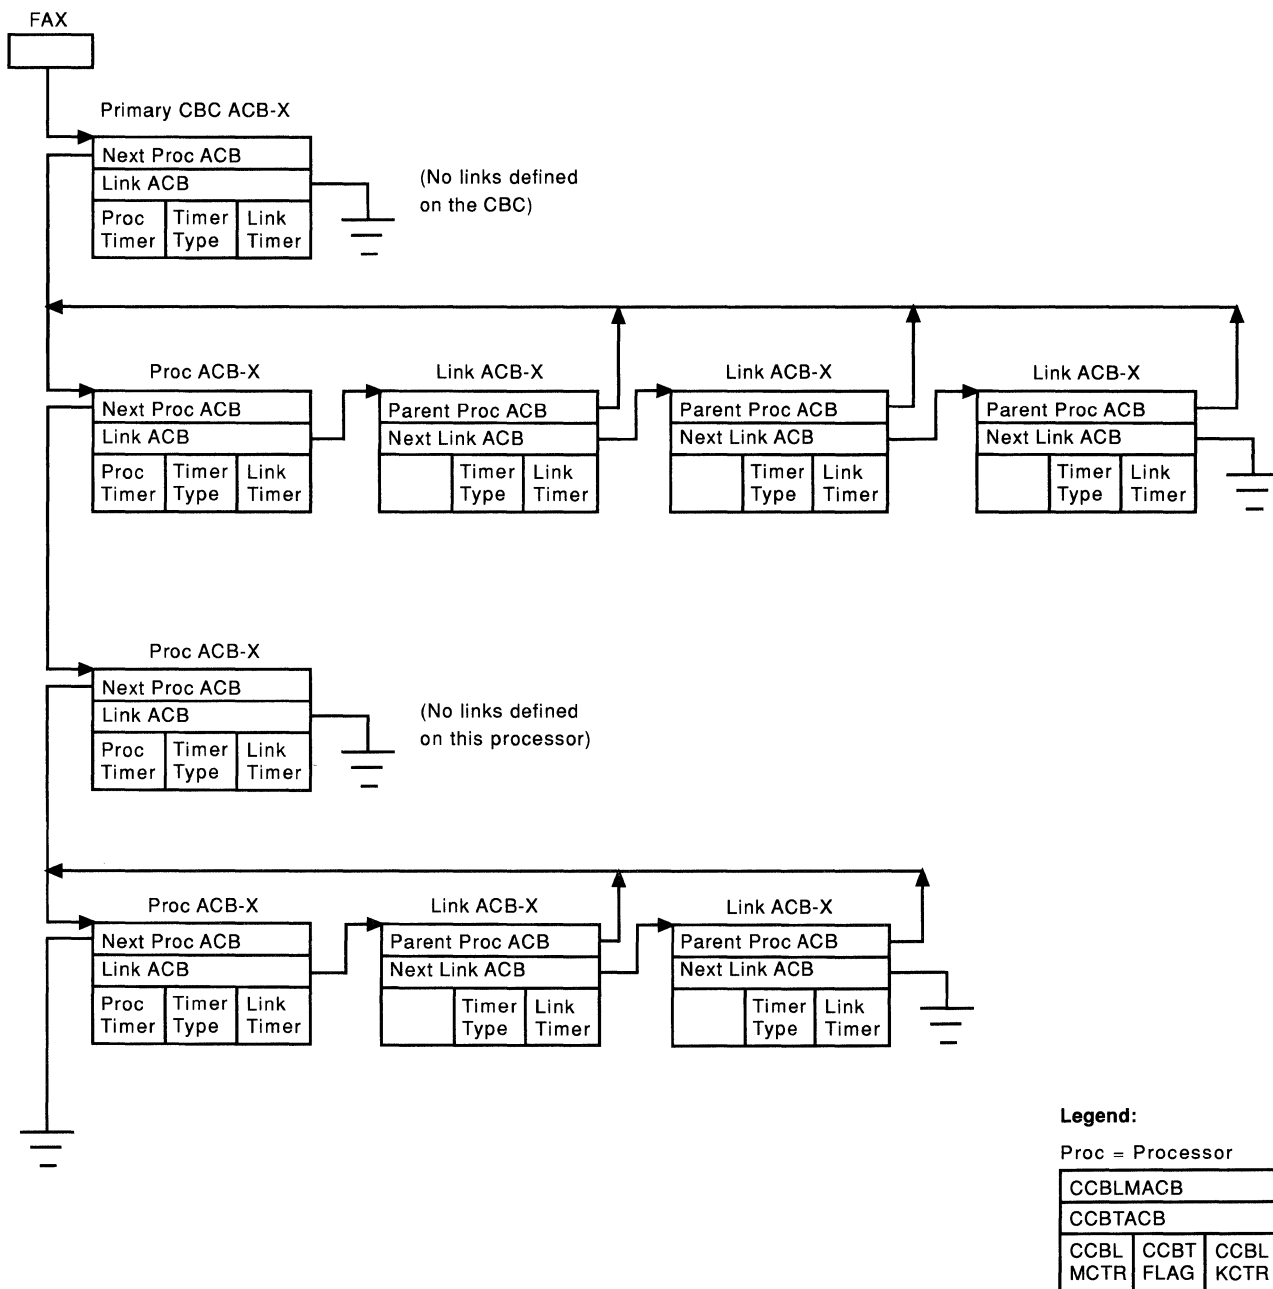 FAX
Primary CBC ACB-X
Next Proc ACB
Link ACB
Proc Timer
Timer Type
Link Timer
(No links defined
on the CBC)
Proc ACB-X
Next Proc ACB
Link ACB
Proc Timer
Timer Type
Link Timer
Link ACB-X
Parent Proc ACB
Next Link ACB
Timer Type
Link Timer
Link ACB-X
Parent Proc ACB
Next Link ACB
Timer Type
Link Timer
Link ACB-X
Parent Proc ACB
Next Link ACB
Timer Type
Link Timer
Proc ACB-X
Next Proc ACB
Link ACB
Proc Timer
Timer Type
Link Timer
(No links defined
on this processor)
Proc ACB-X
Next Proc ACB
Link ACB
Proc Timer
Timer Type
Link Timer
Link ACB-X
Parent Proc ACB
Next Link ACB
Timer Type
Link Timer
Link ACB-X
Parent Proc ACB
Next Link ACB
Timer Type
Link Timer
Legend:
Proc = Processor
CCBLMACB
CCBTACB
CCBL MCTR
CCBT FLAG
CCBL KCTR